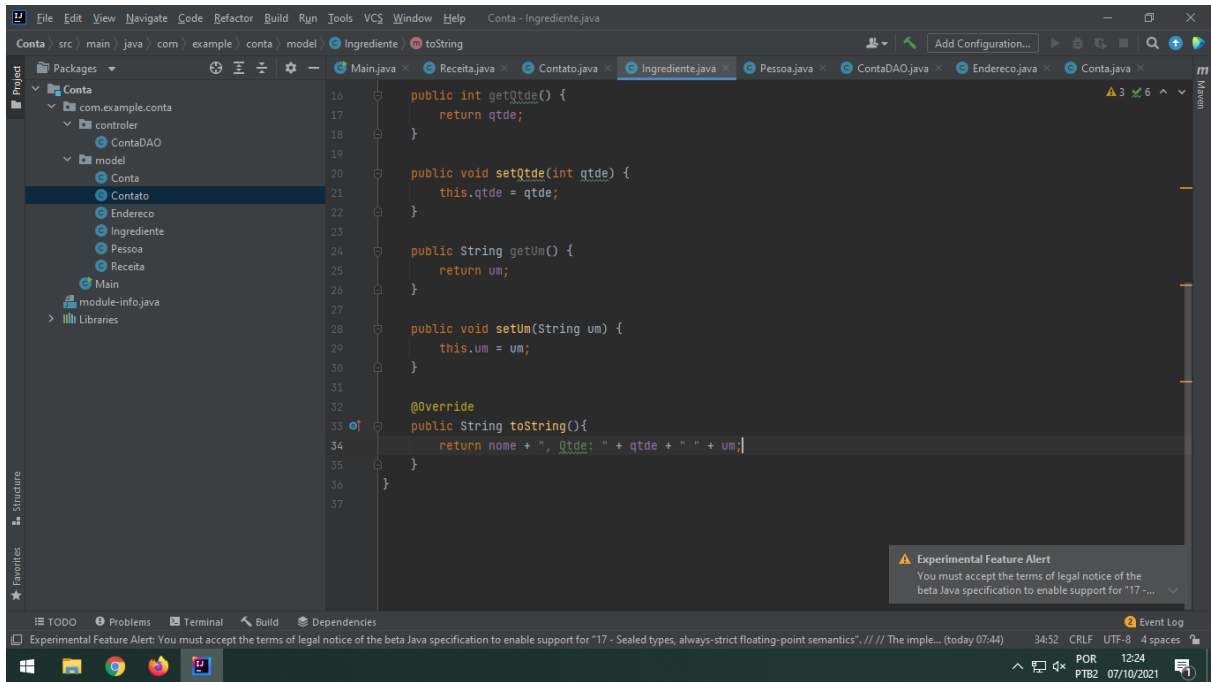 File Edit View Navigate Code Refactor Build Run Tools VCS Window Help Conta - Ingrediente.java
Conta src main java com example conta model Ingrediente toString Add Configuration...
Packages Main.java Receita.java Contato.java Ingrediente.java Pessoa.java ContaDAO.java Endereco.java Conta.java
Project
Conta
com.example.conta
controler
ContaDAO
model
Conta
Contato
Endereco
Ingrediente
Pessoa
Receita
Main
module-info.java
Libraries
Structure
Favorites
3 6
m
Maven
16 public int getQtde() {
17 return qtde;
18 }
19
20 public void setQtde(int qtde) {
21 this.qtde = qtde;
22 }
23
24 public String getUm() {
25 return um;
26 }
27
28 public void setUm(String um) {
29 this.um = um;
30 }
31
32 @Override
33 public String toString(){
34 return nome + ", Qtde: " + qtde + " " + um;
35 }
36 }
37
Experimental Feature Alert
You must accept the terms of legal notice of the
beta Java specification to enable support for "17 -...
TODO Problems Terminal Build Dependencies 2 Event Log
Experimental Feature Alert: You must accept the terms of legal notice of the beta Java specification to enable support for "17 - Sealed types, always-strict floating-point semantics". // // The imple... (today 07:44) 34:52 CRLF UTF-8 4 spaces
POR 12:24
PTB2 07/10/2021
1